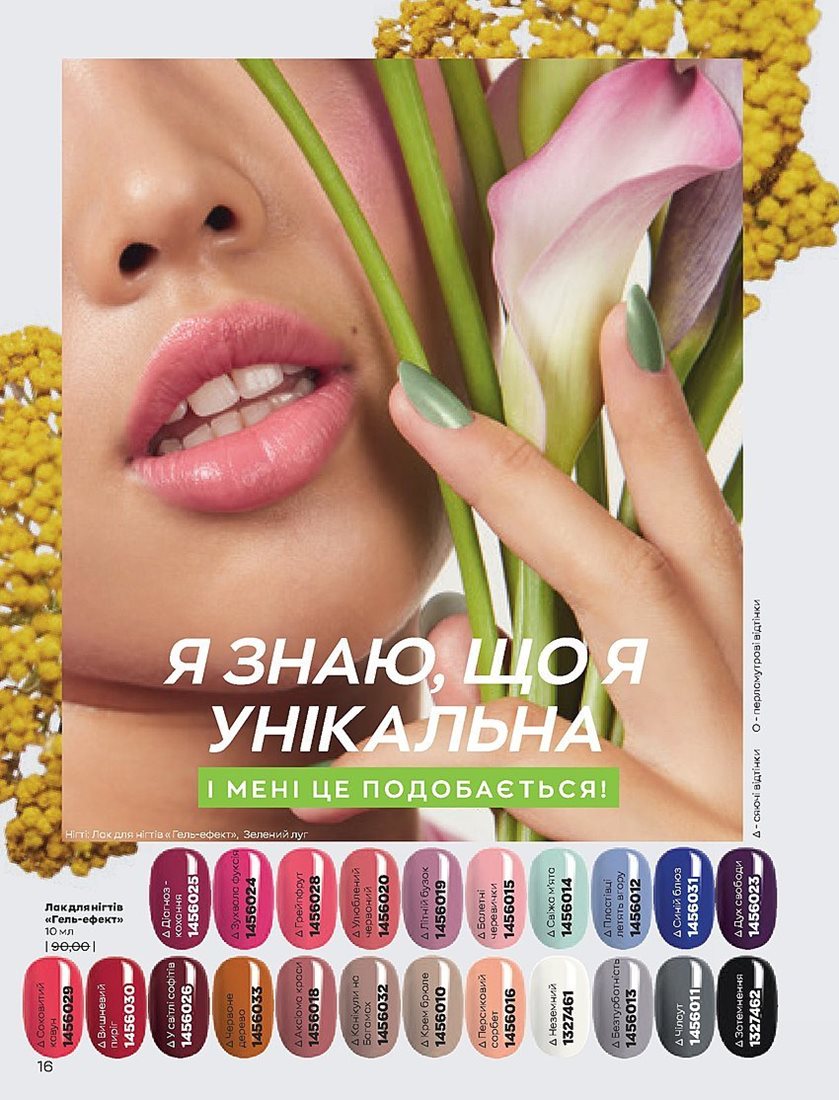 Я ЗНАЮ, ЩО Я
УНІКАЛЬНА
І МЕНІ ЦЕ ПОДОБАЄТЬСЯ!
Нігті: Лак для нігтів «Гель-ефект», Зелений луг
Δ - сяючі відтінки О - перламутрові відтінки
Лак для нігтів
«Гель-ефект»
10 мл
| 90,00 |
Δ Діагноз -
кохання
1456025
Δ Зухвала фуксія
1456024
Δ Грейпфрут
1456028
Δ Улюблений
червоний
1456020
Δ Літній бузок
1456019
Δ Балетні
черевички
1456015
Δ Свіжа м'ята
1456014
Δ Пластівці
летять вгору
1456012
Δ Синій блюз
1456031
Δ Дух свободи
1456023
Δ Соковитий
кавун
1456029
Δ Вишневий
пиріг
1456030
Δ У світлі софітів
1456026
Δ Червоне
дерево
1456033
Δ Аксіома краси
1456018
Δ Канікули на
Багамах
1456032
Δ Крем брюле
1456010
Δ Персиковий
сорбет
1456016
Δ Неземний
1327461
Δ Безтурботність
1456013
Δ Чілаут
1456011
Δ Затемнення
1327462
16